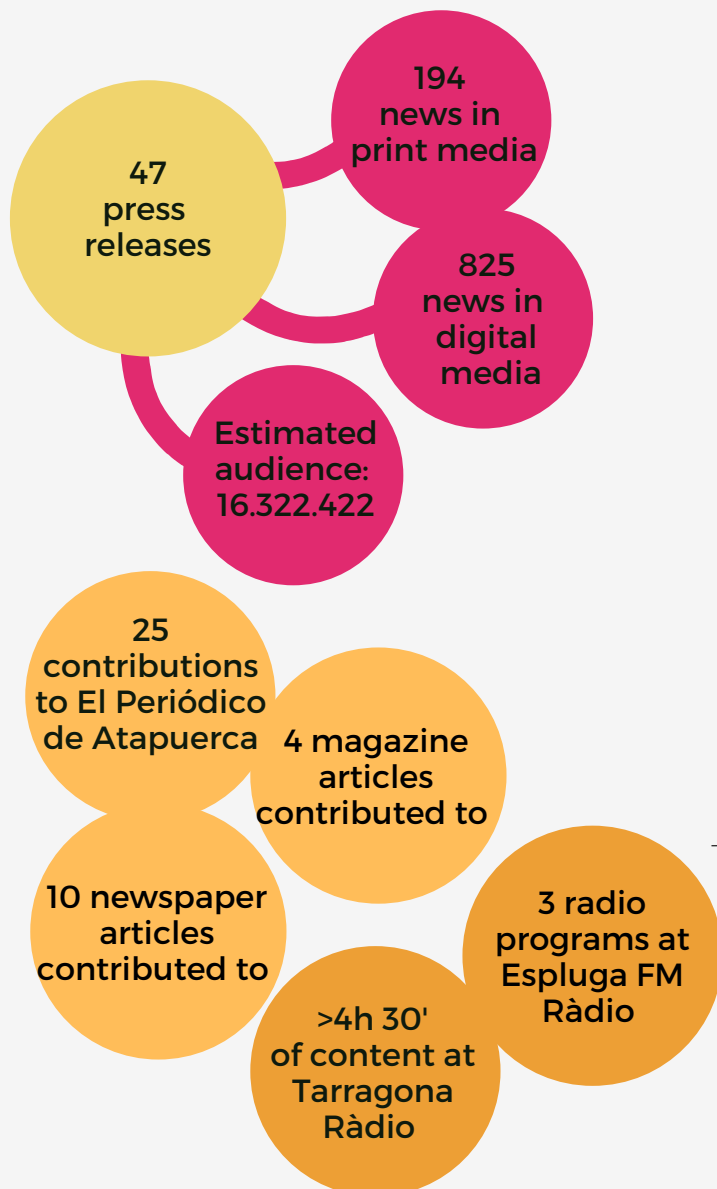 47
press
releases
194
news in
print media
825
news in
digital
media
Estimated
audience:
16.322.422
25
contributions
to El Periódico
de Atapuerca
4 magazine
articles
contributed to
10 newspaper
articles
contributed to
3 radio
programs at
Espluga FM
Ràdio
>4h 30'
of content at
Tarragona
Ràdio